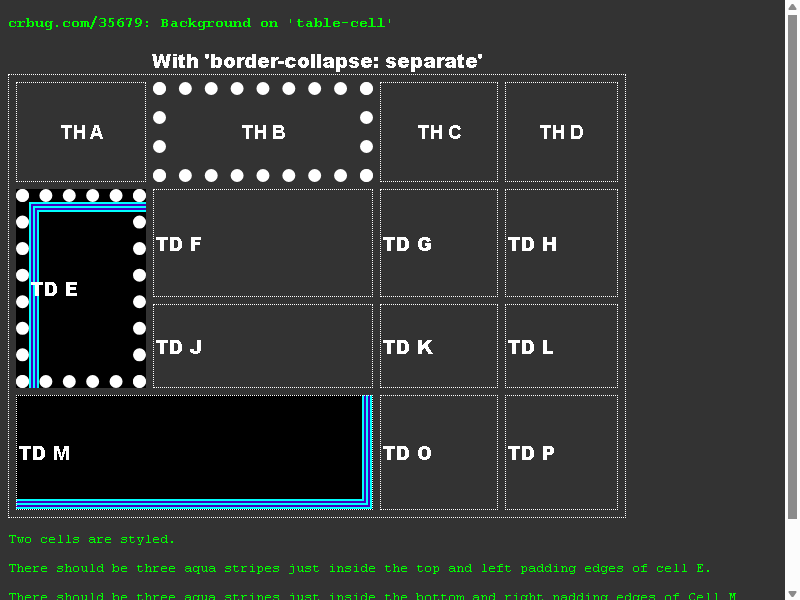 crbug.com/35679: Background on 'table-cell'
With 'border-collapse: separate'
TH A TH B TH C TH D
TD E TD F TD G TD H
TD J TD K TD L
TD M TD O TD P
Two cells are styled.
There should be three aqua stripes just inside the top and left padding edges of cell E.
There should be three aqua stripes just inside the bottom and right padding edges of Cell M.